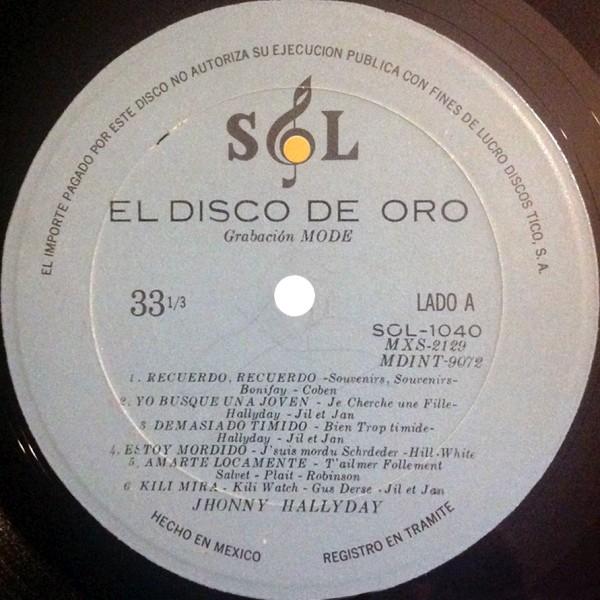 EL IMPORTE PAGADO POR ESTE DISCO NO AUTORIZA SU EJECUCION PUBLICA CON FINES DE LUCRO DISCOS TICO, S. A.
SOL
EL DISCO DE ORO
Grabación MODE
33 1/3
LADO A
SOL-1040
MXS-2129
MDINT-9072
1. RECUERDO, RECUERDO -Souvenirs, Souvenirs-
Bonifay - Coben
2. YO BUSQUE UNA JOVEN - Je Cherche une Fille-
Hallyday - Jil et Jan
3 DEMASIADO TIMIDO - Bien Trop timide-
Hallyday - Jil et Jan
4. ESTOY MORDIDO - J'suis mordu Schrdeder -Hill -White
5. AMARTE LOCAMENTE - T'ailmer Follement
Salvet - Plait - Robinson
6 KILI MIRA - Kili Watch - Gus Derse -Jil et Jan
JHONNY HALLYDAY
HECHO EN MEXICO
REGISTRO EN TRAMITE